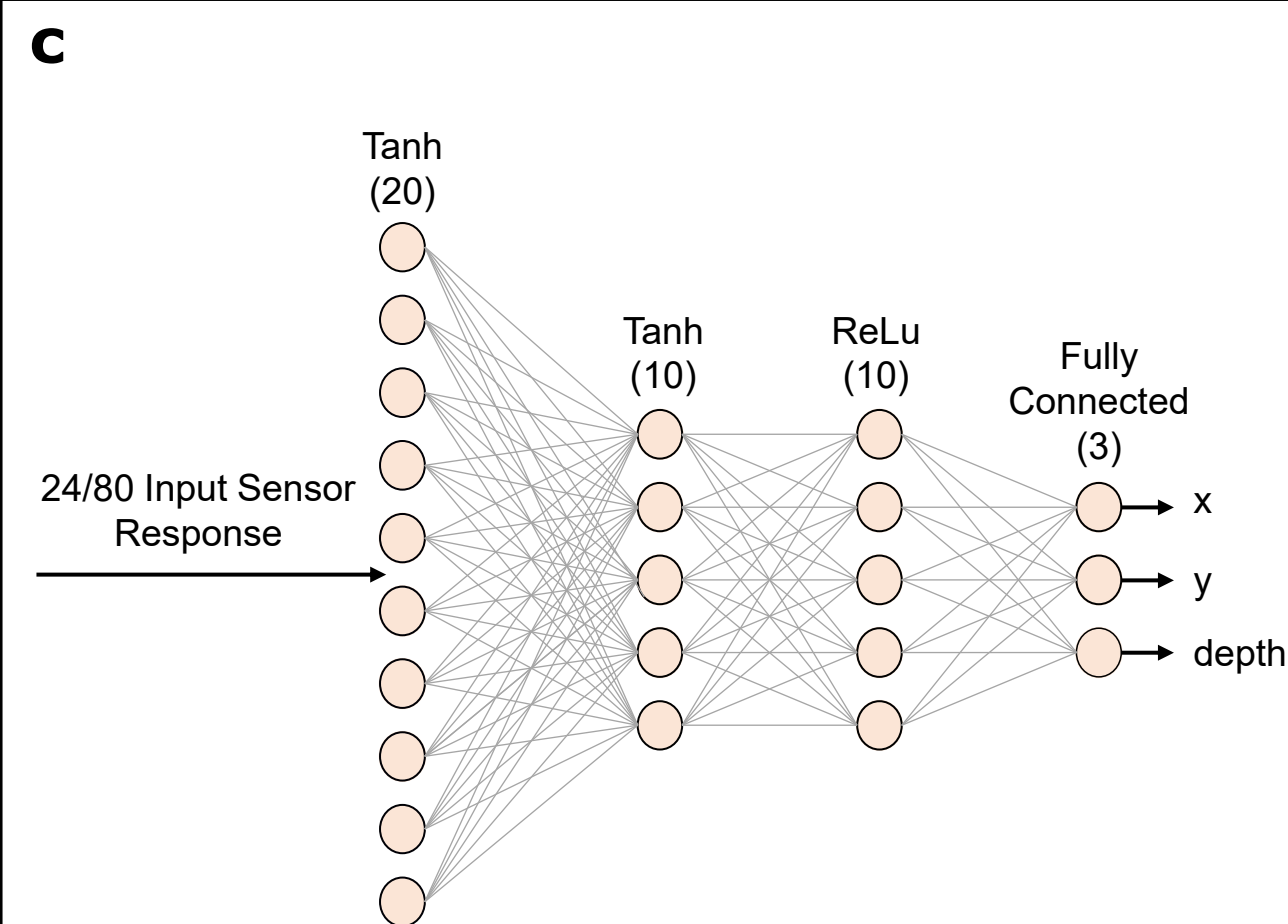 c
Tanh
(20)
Tanh
(10)
ReLu
(10)
Fully
Connected
(3)
24/80 Input Sensor
Response
x
y
depth